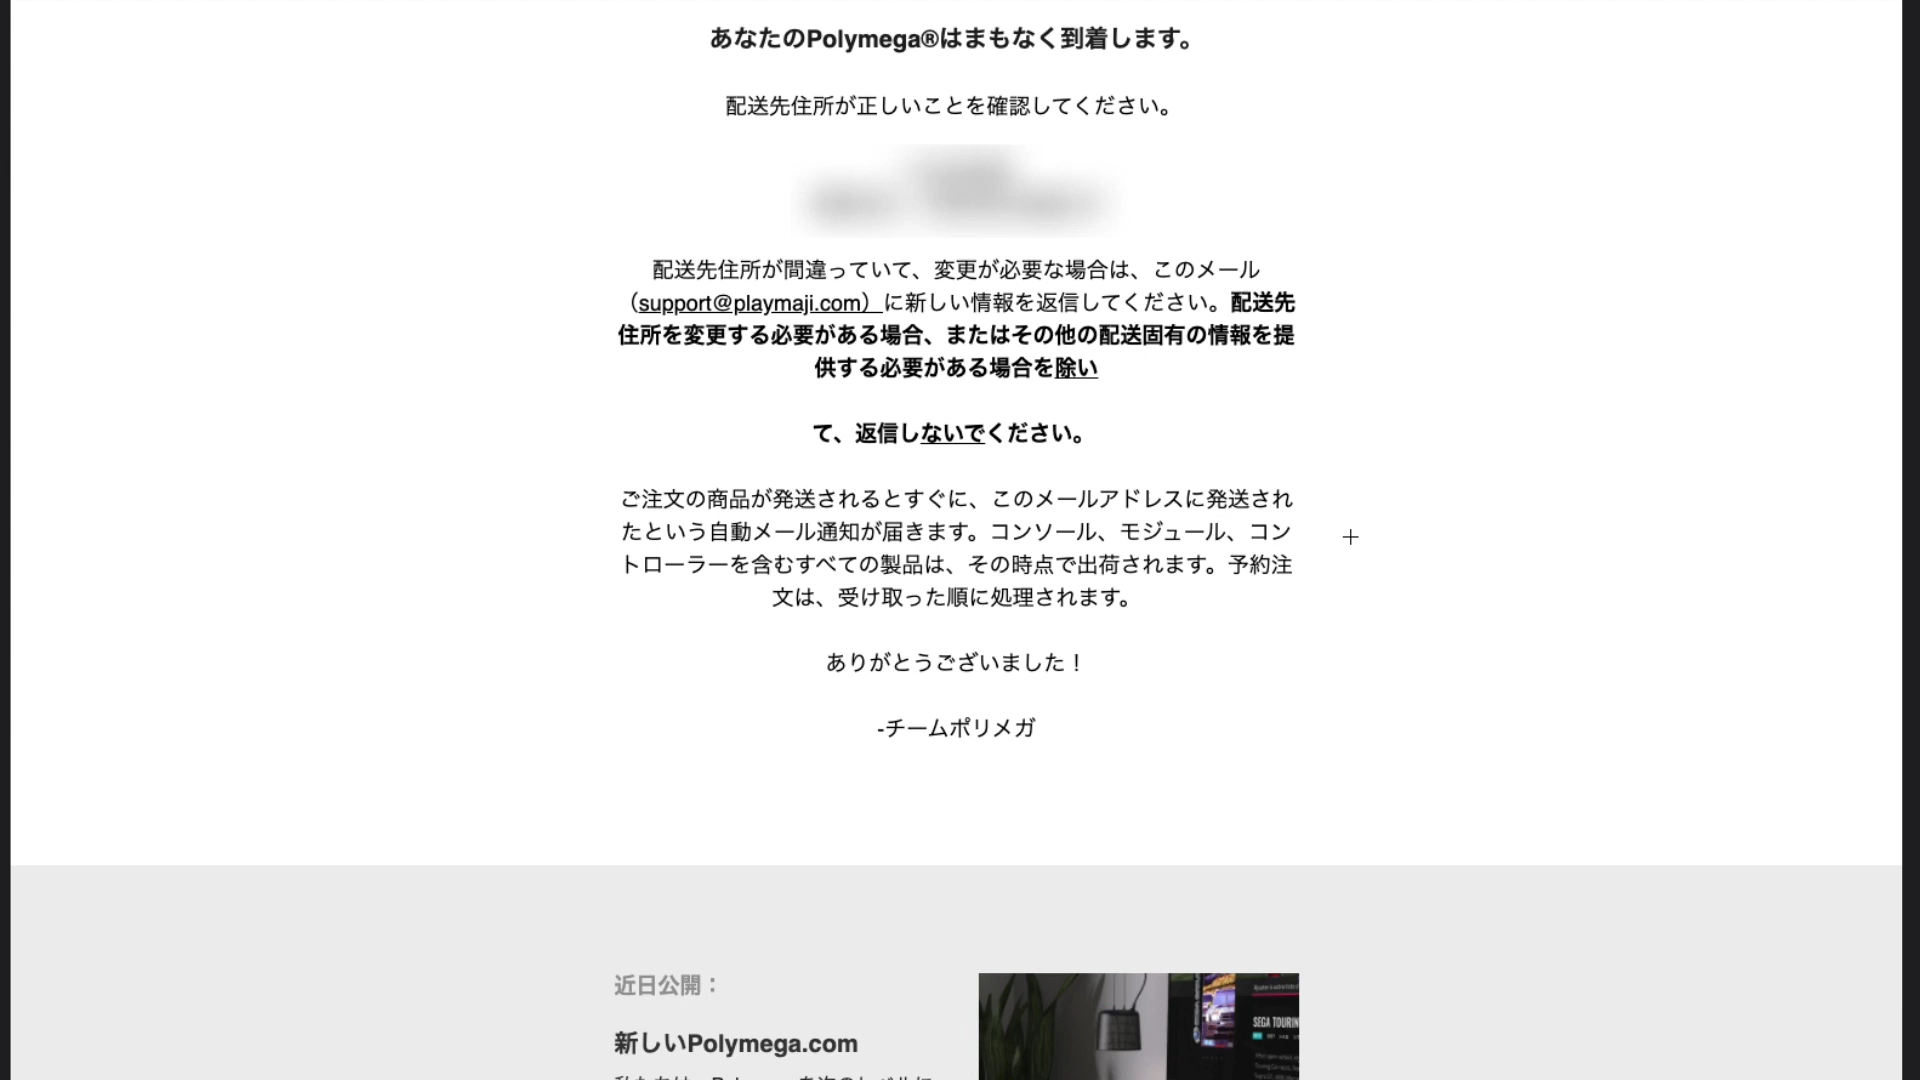 あなたのPolymega®はまもなく到着します。
配送先住所が正しいことを確認してください。
配送先住所が間違っていて、変更が必要な場合は、このメール
（support@playmaji.com）に新しい情報を返信してください。配送先
住所を変更する必要がある場合、またはその他の配送固有の情報を提
供する必要がある場合を除い
て、返信しないでください。
ご注文の商品が発送されるとすぐに、このメールアドレスに発送され
たという自動メール通知が届きます。コンソール、モジュール、コン
トローラーを含むすべての製品は、その時点で出荷されます。予約注
文は、受け取った順に処理されます。
ありがとうございました！
-チームポリメガ
近日公開：
新しいPolymega.com
SEGA TOURIN